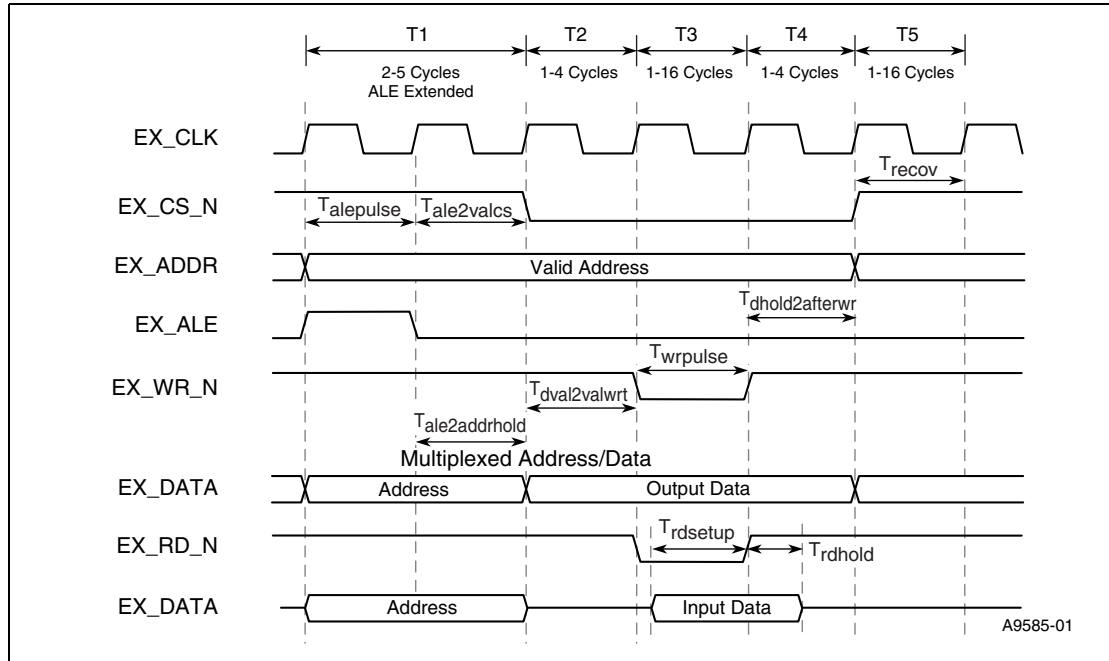 T1 T2 T3 T4 T5
2-5 Cycles 1-4 Cycles 1-16 Cycles 1-4 Cycles 1-16 Cycles
ALE Extended
EX_CLK
Trecov
EX_CS_N
Talepulse Tale2valcs
EX_ADDR Valid Address
Tdhold2afterwr
EX_ALE
Twrpulse
EX_WR_N
Tdval2valwrt
Tale2addrhold
Multiplexed Address/Data
EX_DATA Address Output Data
Trdsetup
EX_RD_N
Trdhold
EX_DATA Address Input Data
A9585-01